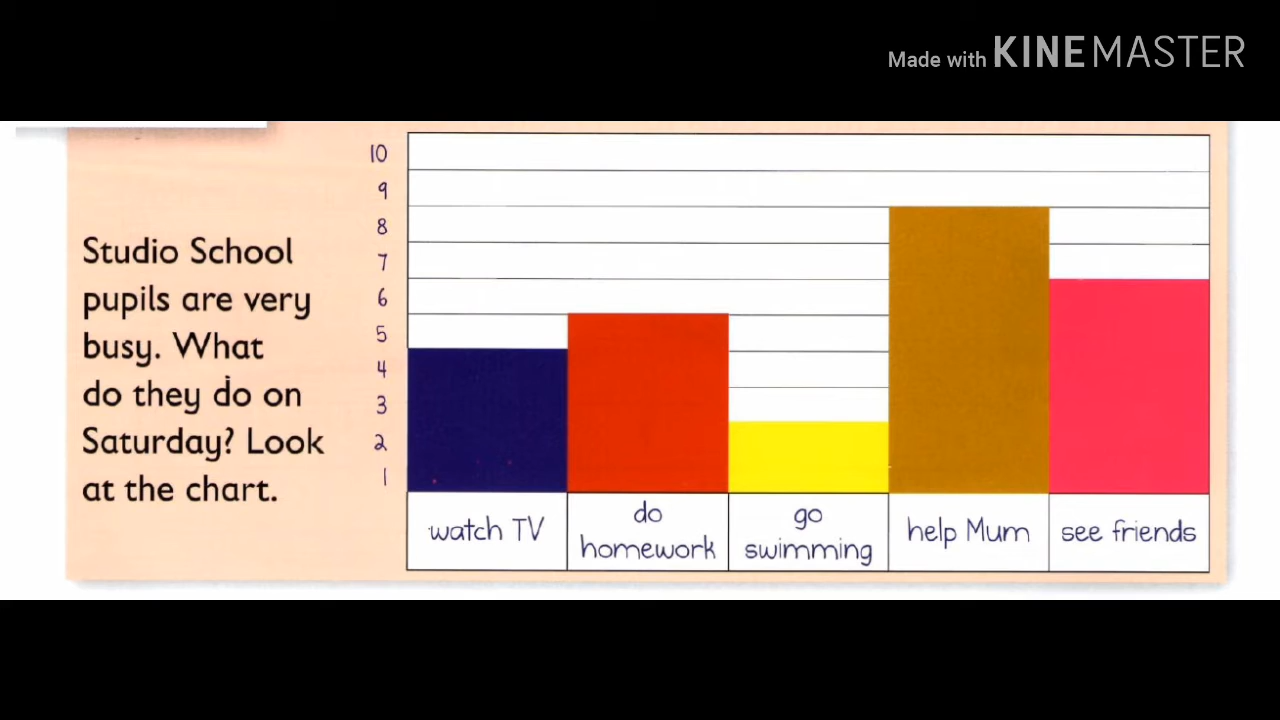 Made with KINEMASTER
10
9
8
7
6
5
4
3
2
1
Studio School
pupils are very
busy. What
do they do on
Saturday? Look
at the chart.
watch TV
do
homework
go
swimming
help Mum
see friends